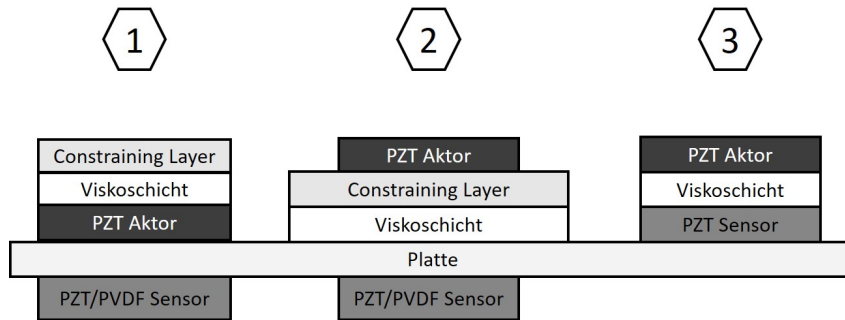 1
2
3
Constraining Layer
Viskoschicht
PZT Aktor
PZT/PVDF Sensor
PZT Aktor
Constraining Layer
Viskoschicht
PZT/PVDF Sensor
PZT Aktor
Viskoschicht
PZT Sensor
Platte